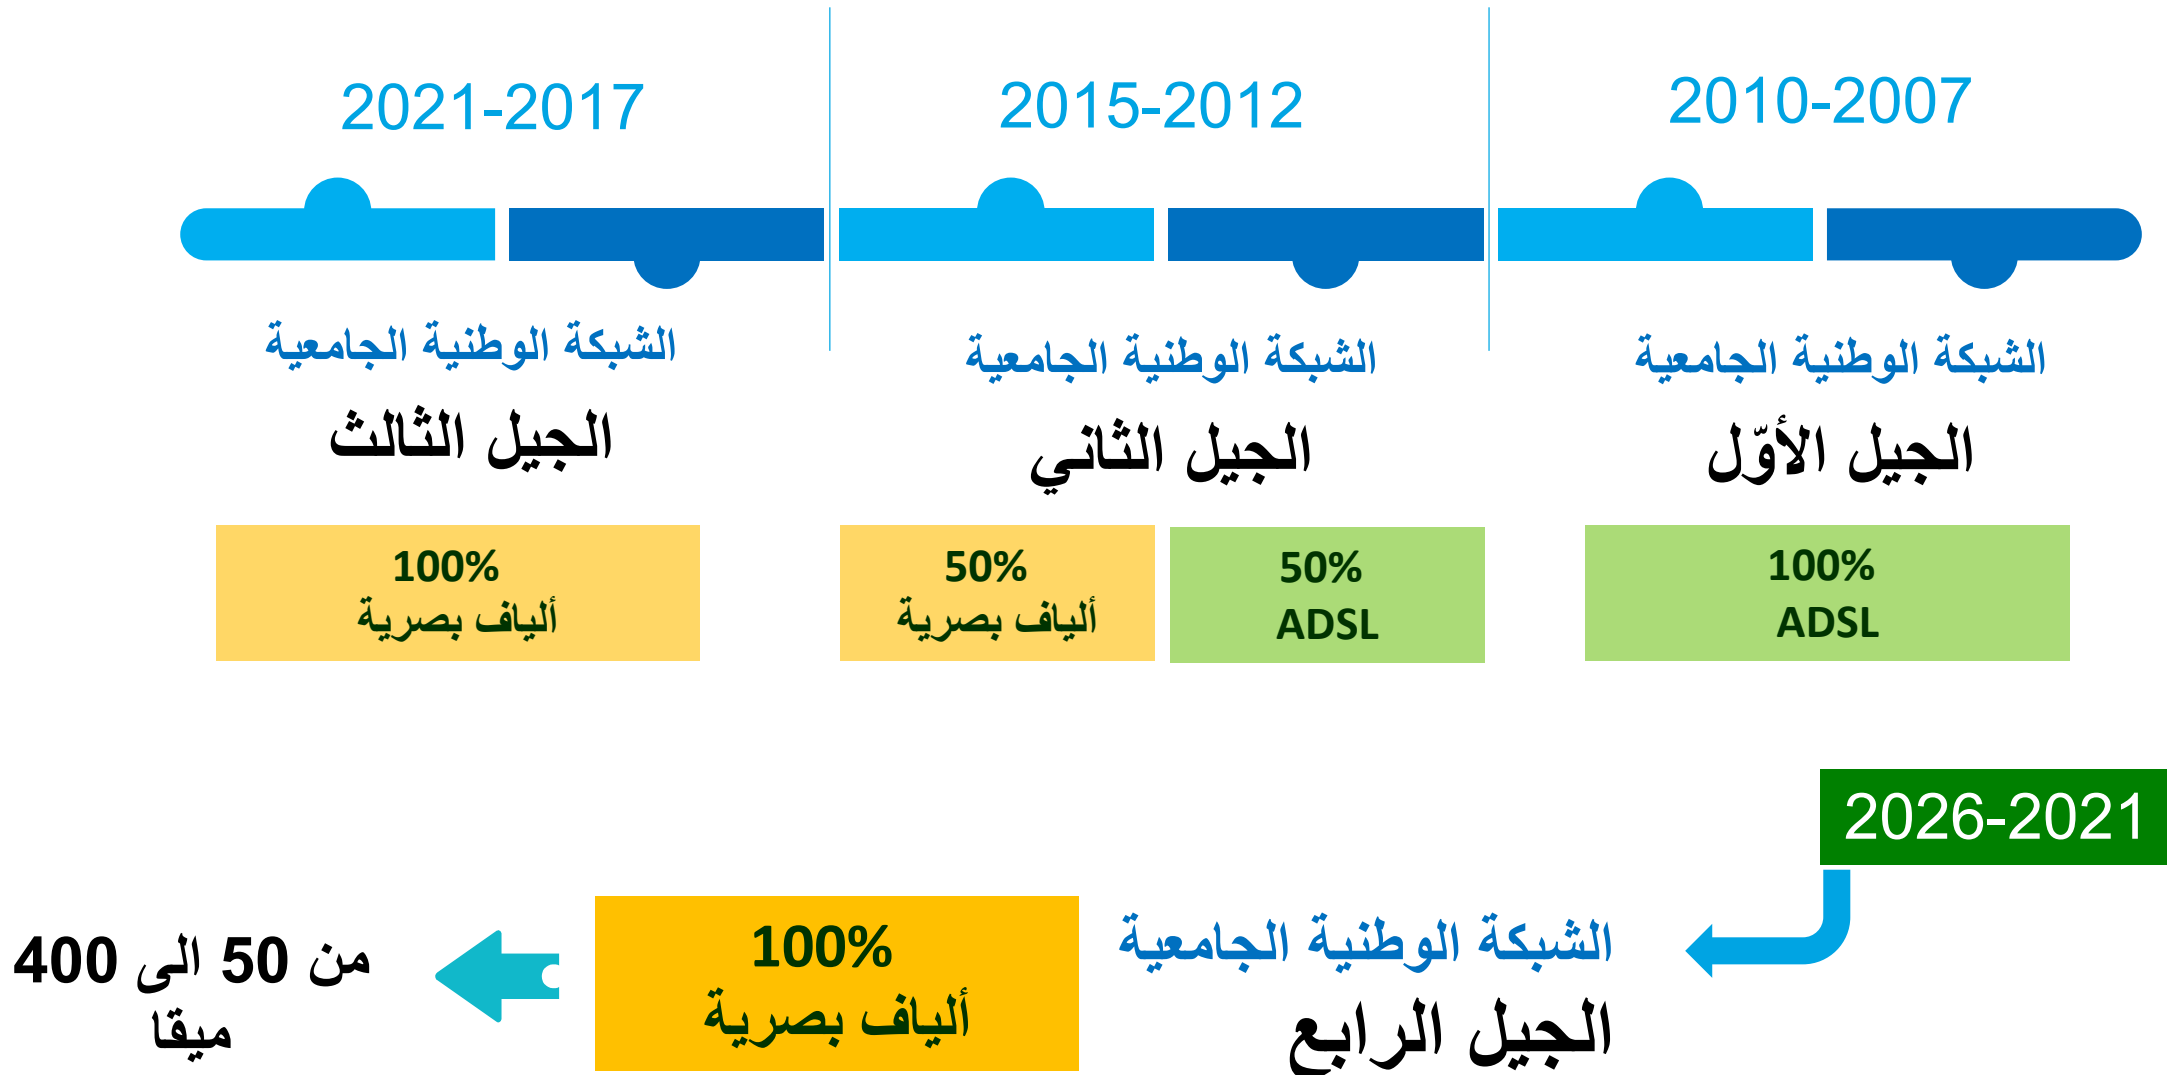 2010-2007
الشبكة الوطنية الجامعية
الجيل الأوّل
100%
ADSL
2015-2012
الشبكة الوطنية الجامعية
الجيل الثاني
50%
ADSL
50%
ألياف بصرية
2021-2017
الشبكة الوطنية الجامعية
الجيل الثالث
100%
ألياف بصرية
2026-2021
الشبكة الوطنية الجامعية
الجيل الرابع
100%
ألياف بصرية
من 50 الى 400
ميقا